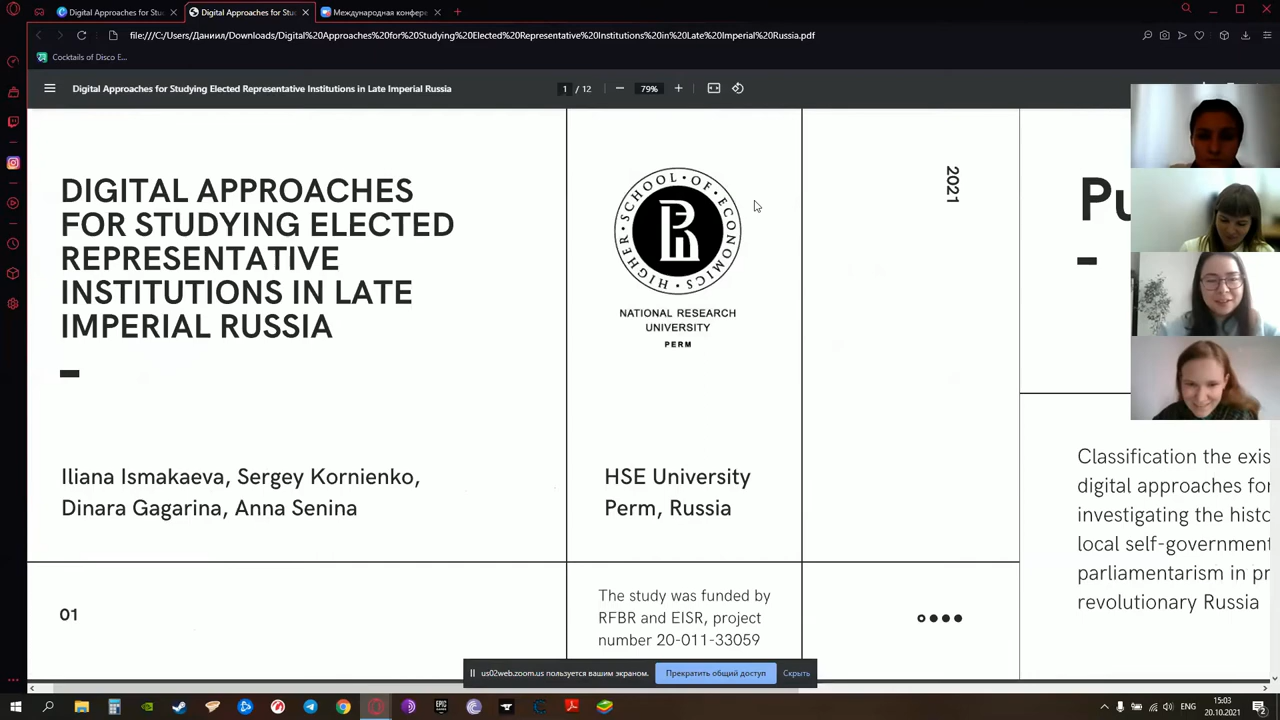 Digital Approaches for Stu
Digital Approaches for Stu
Международная конфере
file:///C:/Users/Даниил/Downloads/Digital%20Approaches%20for%20Studying%20Elected%20Representative%20Institutions%20in%20Late%20Imperial%20Russia.pdf
Cocktails of Disco E...
Digital Approaches for Studying Elected Representative Institutions in Late Imperial Russia
1 / 12
79%
DIGITAL APPROACHES
FOR STUDYING ELECTED
REPRESENTATIVE
INSTITUTIONS IN LATE
IMPERIAL RUSSIA
Iliana Ismakaeva, Sergey Kornienko,
Dinara Gagarina, Anna Senina
01
HIGHER · SCHOOL · OF · ECONOMICS
NATIONAL RESEARCH
UNIVERSITY
PERM
HSE University
Perm, Russia
The study was funded by
RFBR and EISR, project
number 20-011-33059
2021
Pu
Classification the exis
digital approaches for
investigating the histo
local self-government
parliamentarism in pr
revolutionary Russia
us02web.zoom.us пользуется вашим экраном.
Прекратить общий доступ
Скрыть
EPIC
ENG
15:03
20.10.2021
2